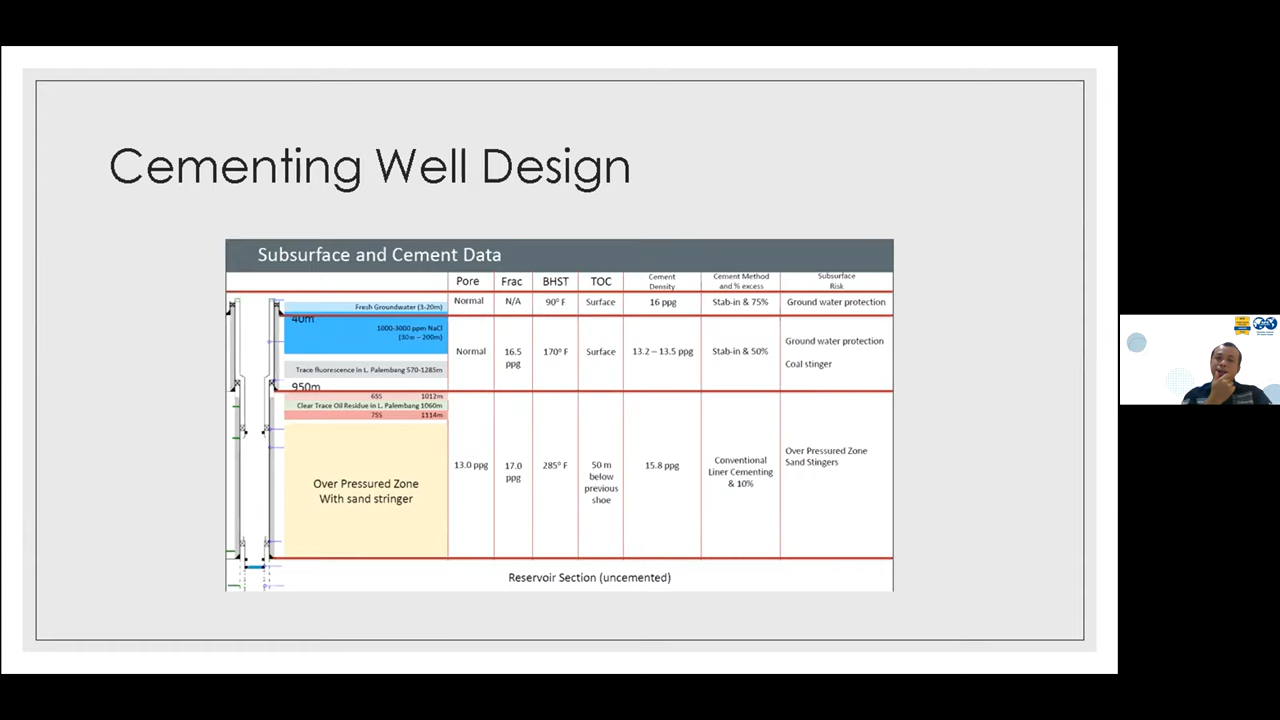 Cementing Well Design
Subsurface and Cement Data
Pore Frac BHST TOC Cement Density Cement Method and % excess Subsurface Risk
Fresh Groundwater (3-20m)
Normal N/A 90° F Surface 16 ppg Stab-in & 75% Ground water protection
40m
1000-3000 ppm NaCl
(30m – 200m)
Normal 16.5 ppg 170° F Surface 13.2 – 13.5 ppg Stab-in & 50% Ground water protection
Coal stinger
Trace fluorescence in L. Palembang 570-1285m
950m
65S 1012m
Clear Trace Oil Residue in L. Palembang 1060m
75S 1114m
Over Pressured Zone
With sand stringer
13.0 ppg 17.0 ppg 285° F 50 m below previous shoe 15.8 ppg Conventional Liner Cementing & 10% Over Pressured Zone
Sand Stingers
Reservoir Section (uncemented)